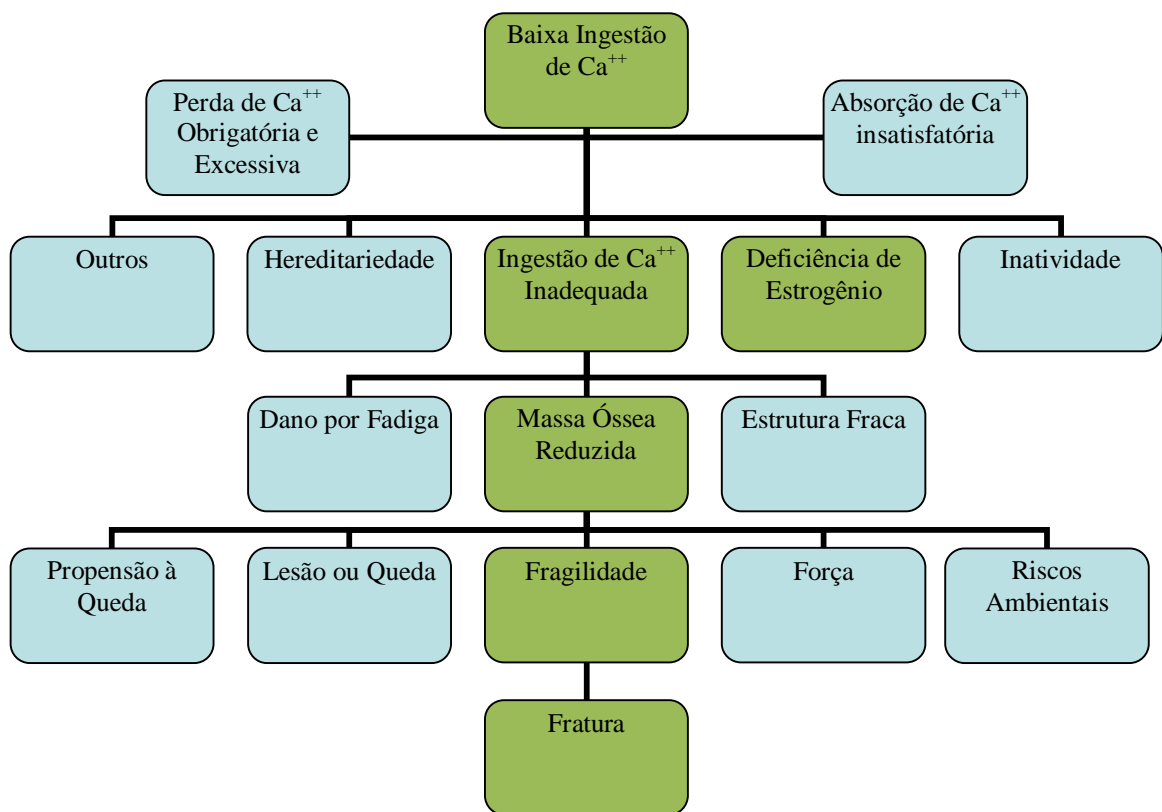 Baixa Ingestão
de Ca⁺⁺
Perda de Ca⁺⁺
Obrigatória e
Excessiva
Absorção de Ca⁺⁺
insatisfatória
Outros
Hereditariedade
Ingestão de Ca⁺⁺
Inadequada
Deficiência de
Estrogênio
Inatividade
Dano por Fadiga
Massa Óssea
Reduzida
Estrutura Fraca
Propensão à
Queda
Lesão ou Queda
Fragilidade
Força
Riscos
Ambientais
Fratura